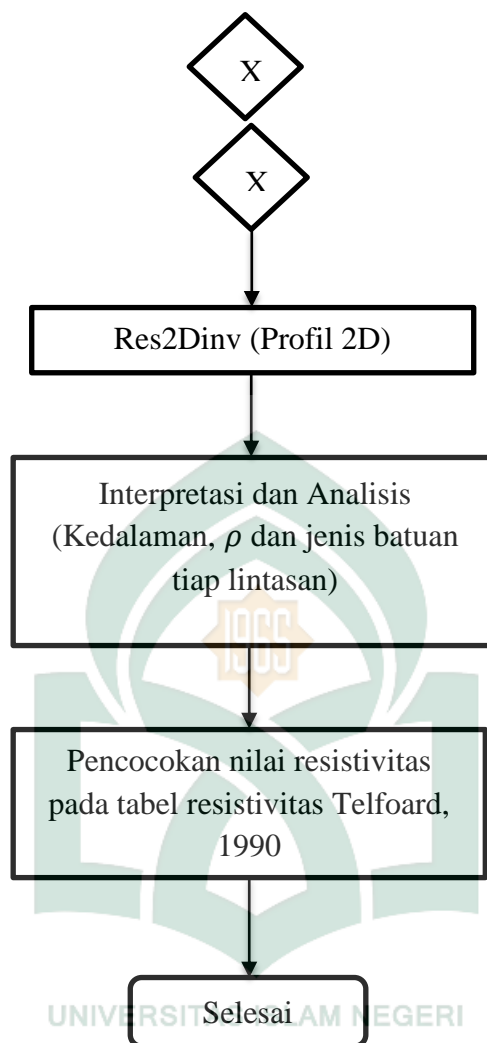 X
X
Res2Dinv (Profil 2D)
Interpretasi dan Analisis
(Kedalaman, 𝜌 dan jenis batuan
tiap lintasan)
1965
Pencocokan nilai resistivitas
pada tabel resistivitas Telfoard,
1990
Selesai
UNIVERSITAS ISLAM NEGERI